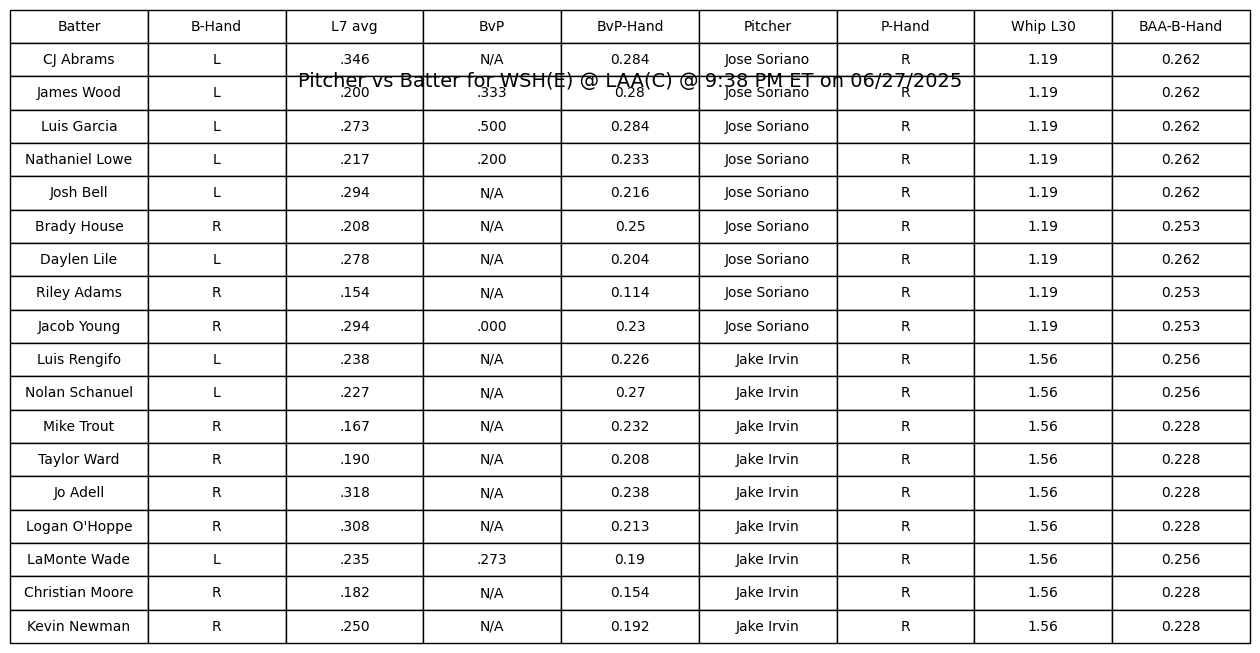 Batter B-Hand L7 avg BvP BvP-Hand Pitcher P-Hand Whip L30 BAA-B-Hand
CJ Abrams L .346 N/A 0.284 Jose Soriano R 1.19 0.262
Pitcher vs Batter for WSH(E) @ LAA(C) @ 9:38 PM ET on 06/27/2025
James Wood L .200 .333 0.28 Jose Soriano R 1.19 0.262
Luis Garcia L .273 .500 0.284 Jose Soriano R 1.19 0.262
Nathaniel Lowe L .217 .200 0.233 Jose Soriano R 1.19 0.262
Josh Bell L .294 N/A 0.216 Jose Soriano R 1.19 0.262
Brady House R .208 N/A 0.25 Jose Soriano R 1.19 0.253
Daylen Lile L .278 N/A 0.204 Jose Soriano R 1.19 0.262
Riley Adams R .154 N/A 0.114 Jose Soriano R 1.19 0.253
Jacob Young R .294 .000 0.23 Jose Soriano R 1.19 0.253
Luis Rengifo L .238 N/A 0.226 Jake Irvin R 1.56 0.256
Nolan Schanuel L .227 N/A 0.27 Jake Irvin R 1.56 0.256
Mike Trout R .167 N/A 0.232 Jake Irvin R 1.56 0.228
Taylor Ward R .190 N/A 0.208 Jake Irvin R 1.56 0.228
Jo Adell R .318 N/A 0.238 Jake Irvin R 1.56 0.228
Logan O'Hoppe R .308 N/A 0.213 Jake Irvin R 1.56 0.228
LaMonte Wade L .235 .273 0.19 Jake Irvin R 1.56 0.256
Christian Moore R .182 N/A 0.154 Jake Irvin R 1.56 0.228
Kevin Newman R .250 N/A 0.192 Jake Irvin R 1.56 0.228